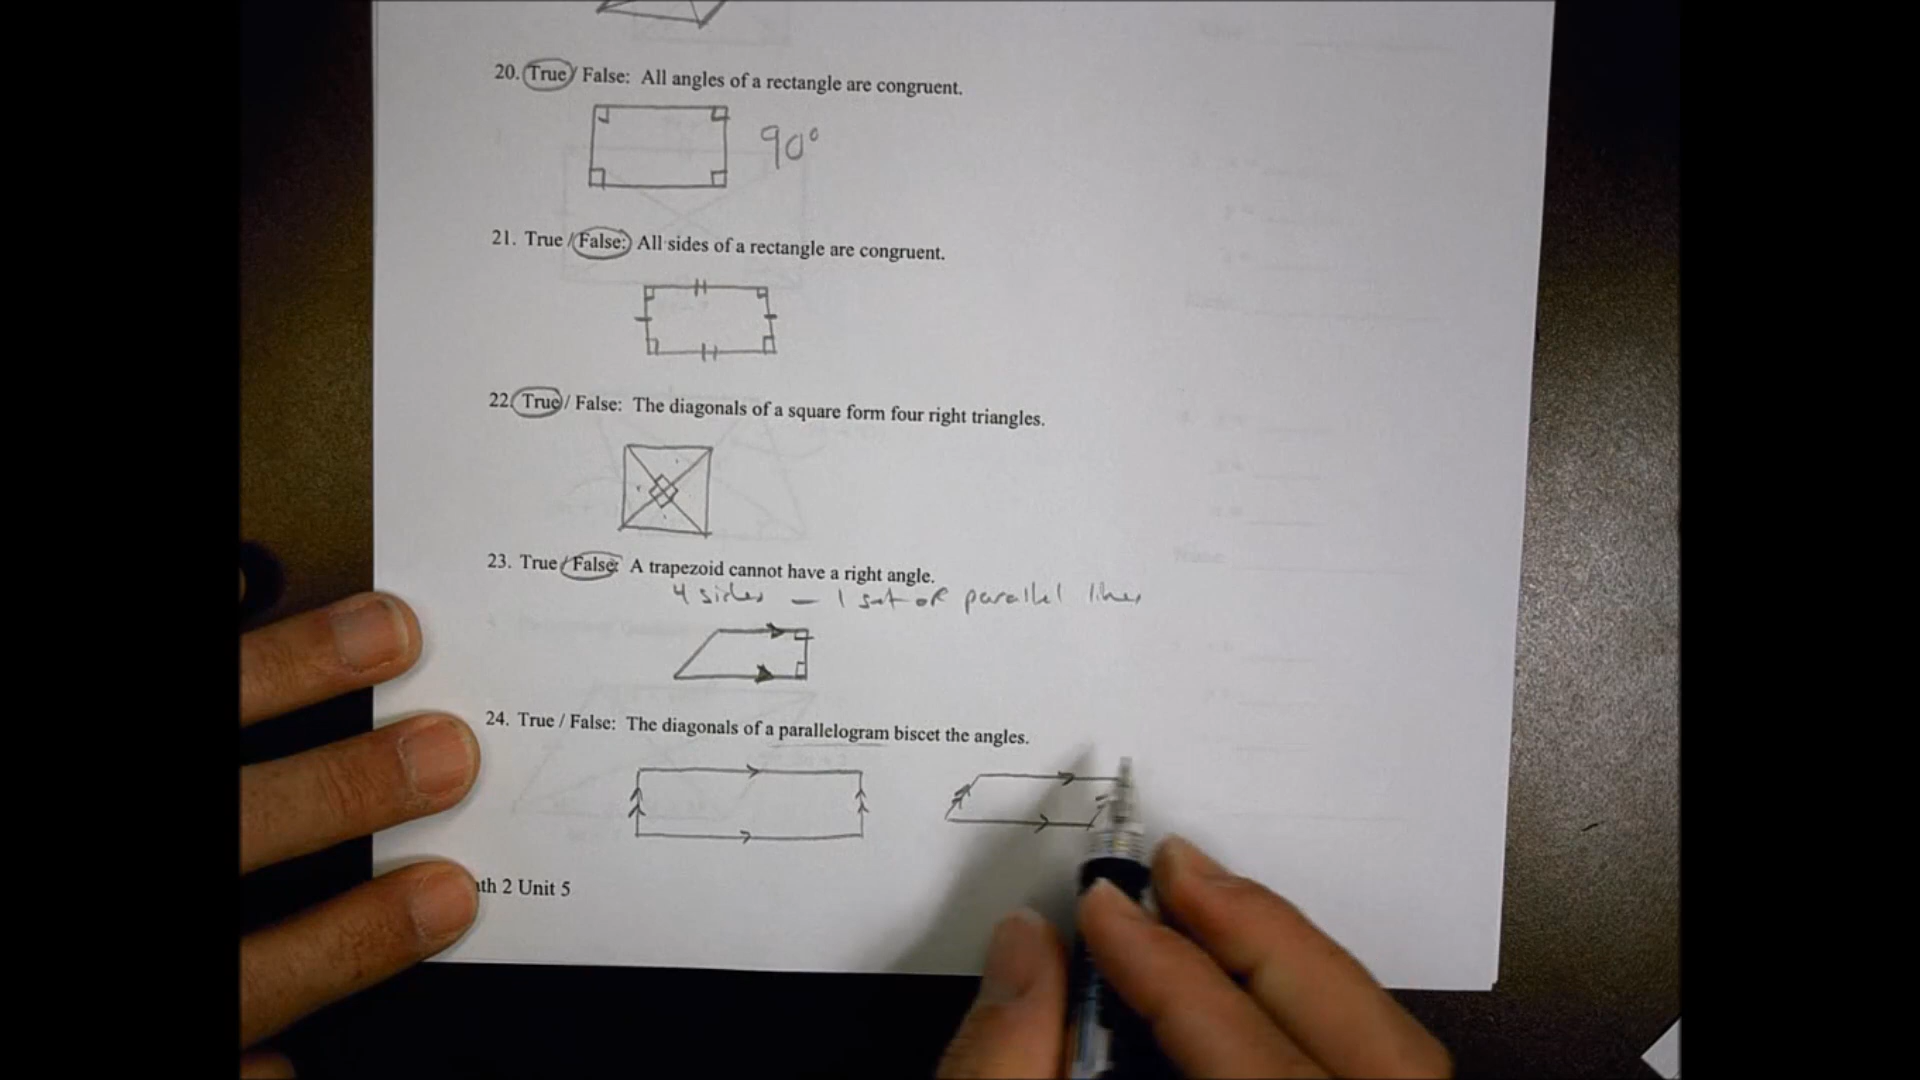 20. True / False: All angles of a rectangle are congruent.
90°
21. True / False: All sides of a rectangle are congruent.
22. True / False: The diagonals of a square form four right triangles.
23. True / False: A trapezoid cannot have a right angle.
4 sides — 1 set of parallel lines
24. True / False: The diagonals of a parallelogram biscet the angles.
th 2 Unit 5